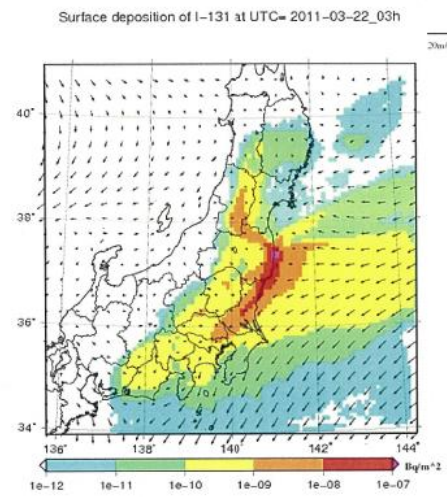 Surface deposition of I-131 at UTC= 2011-03-22_03h
20m/
40°
38°
36°
34°
136° 138° 140° 142° 144°
Bq/m^2
1e-12 1e-11 1e-10 1e-09 1e-08 1e-07